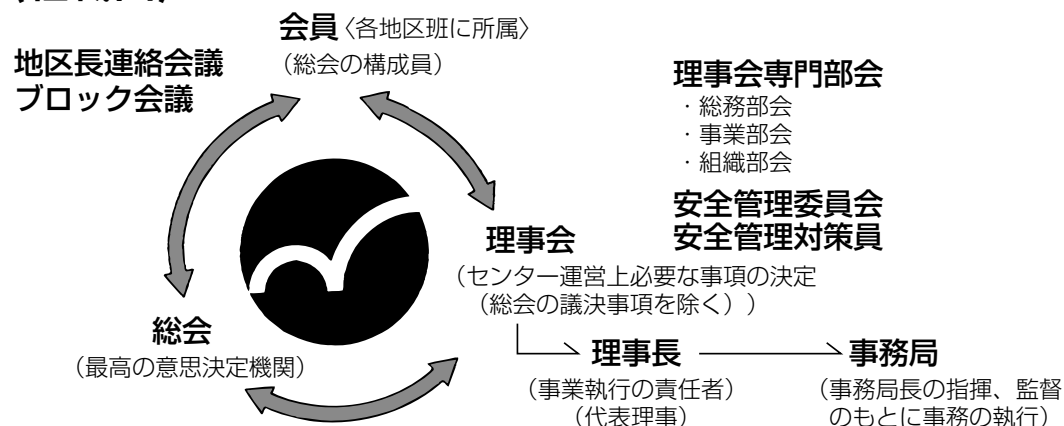 会員〈各地区班に所属〉
（総会の構成員）
地区長連絡会議
ブロック会議
理事会専門部会
・総務部会
・事業部会
・組織部会
安全管理委員会
安全管理対策員
理事会
（センター運営上必要な事項の決定
（総会の議決事項を除く））
総会
（最高の意思決定機関）
理事長
（事業執行の責任者）
（代表理事）
事務局
（事務局長の指揮、監督
のもとに事務の執行）